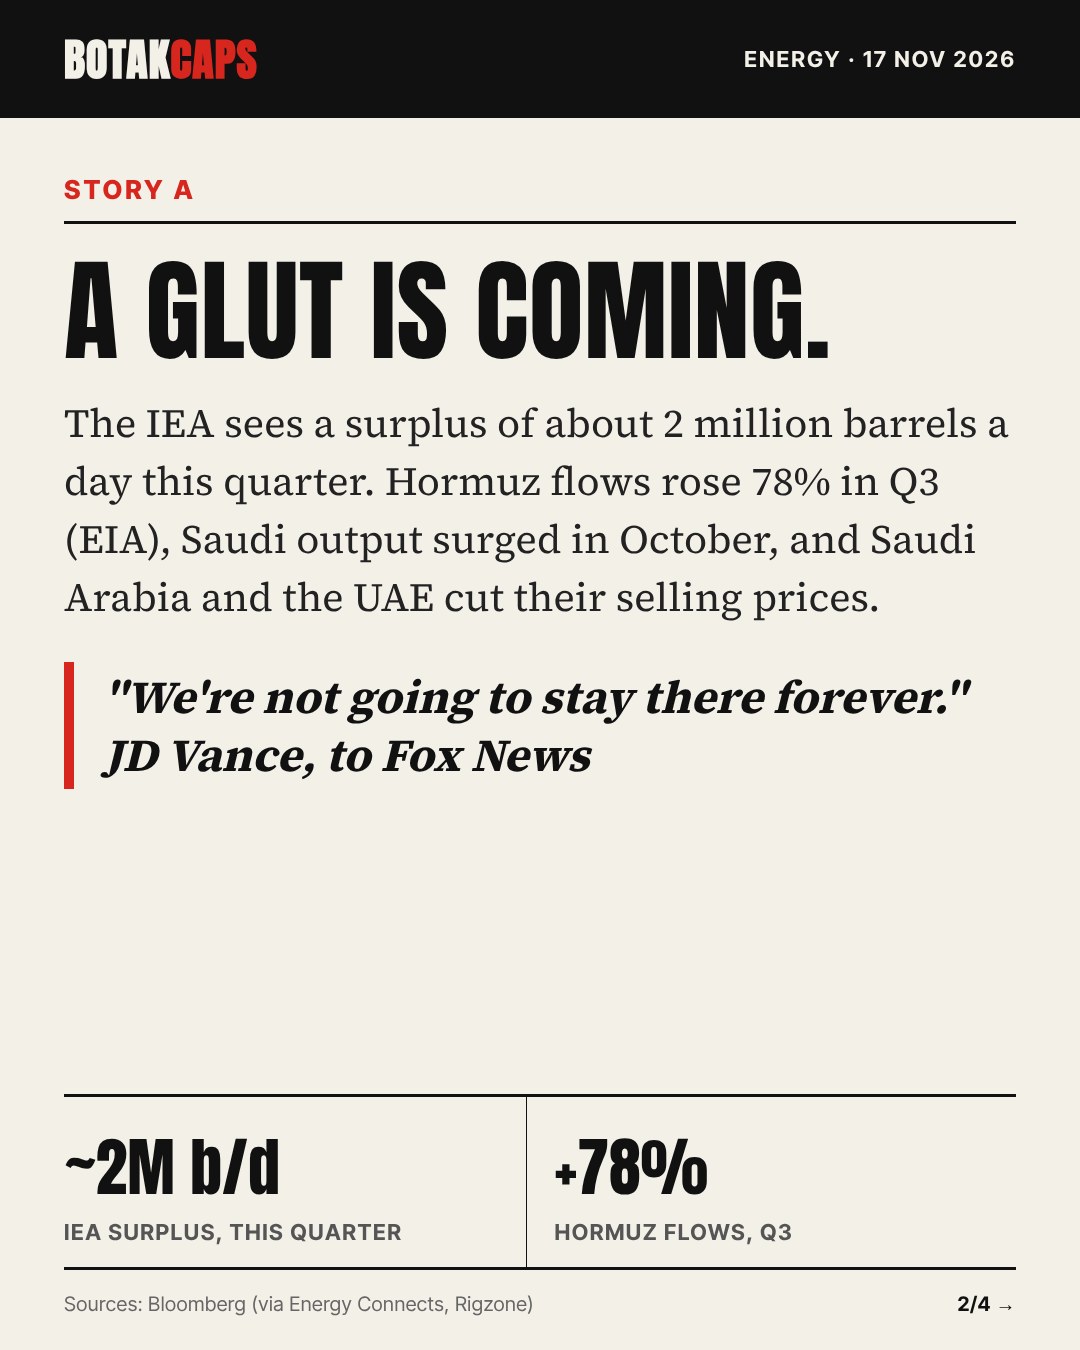 BOTAKCAPS
ENERGY · 17 NOV 2026
STORY A
A GLUT IS COMING.
The IEA sees a surplus of about 2 million barrels a
day this quarter. Hormuz flows rose 78% in Q3
(EIA), Saudi output surged in October, and Saudi
Arabia and the UAE cut their selling prices.
"We're not going to stay there forever."
JD Vance, to Fox News
~2M b/d
IEA SURPLUS, THIS QUARTER
+78%
HORMUZ FLOWS, Q3
Sources: Bloomberg (via Energy Connects, Rigzone)
2/4 →